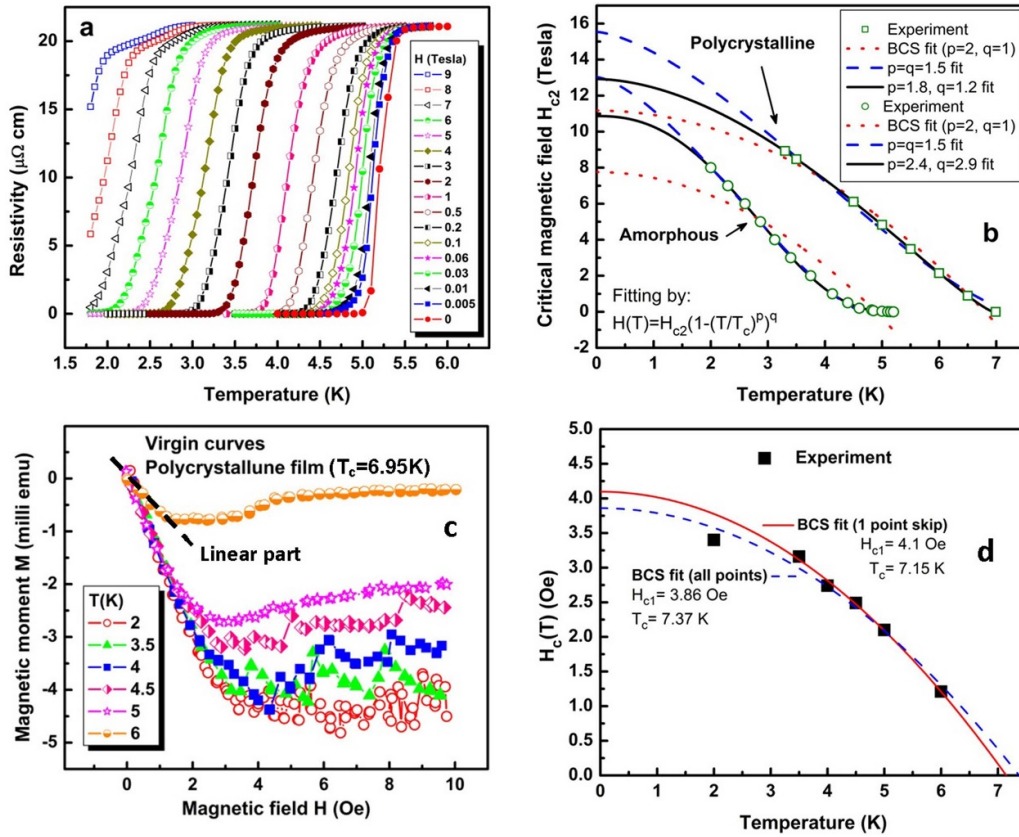 a
Resistivity (μΩ cm)
20
15
10
5
0
1.5 2.0 2.5 3.0 3.5 4.0 4.5 5.0 5.5 6.0
Temperature (K)
H (Tesla)
9
8
7
6
5
4
3
2
1
0.5
0.2
0.1
0.06
0.03
0.01
0.005
0
b
Critical magnetic field Hc2 (Tesla)
16
14
12
10
8
6
4
2
0
-2
0 1 2 3 4 5 6 7
Temperature (K)
Polycrystalline
Amorphous
Fitting by:
H(T)=Hc2(1-(T/Tc)^p)^q
Experiment
BCS fit (p=2, q=1)
p=q=1.5 fit
p=1.8, q=1.2 fit
Experiment
BCS fit (p=2, q=1)
p=q=1.5 fit
p=2.4, q=2.9 fit
c
Magnetic moment M (milli emu)
1
0
-1
-2
-3
-4
-5
0 2 4 6 8 10
Magnetic field H (Oe)
Virgin curves
Polycrystallune film (Tc=6.95K)
Linear part
T(K)
2
3.5
4
4.5
5
6
d
Hc(T) (Oe)
5.0
4.5
4.0
3.5
3.0
2.5
2.0
1.5
1.0
0.5
0.0
0 1 2 3 4 5 6 7
Temperature (K)
Experiment
BCS fit (1 point skip)
Hc1= 4.1 Oe
Tc= 7.15 K
BCS fit (all points)
Hc1= 3.86 Oe
Tc= 7.37 K